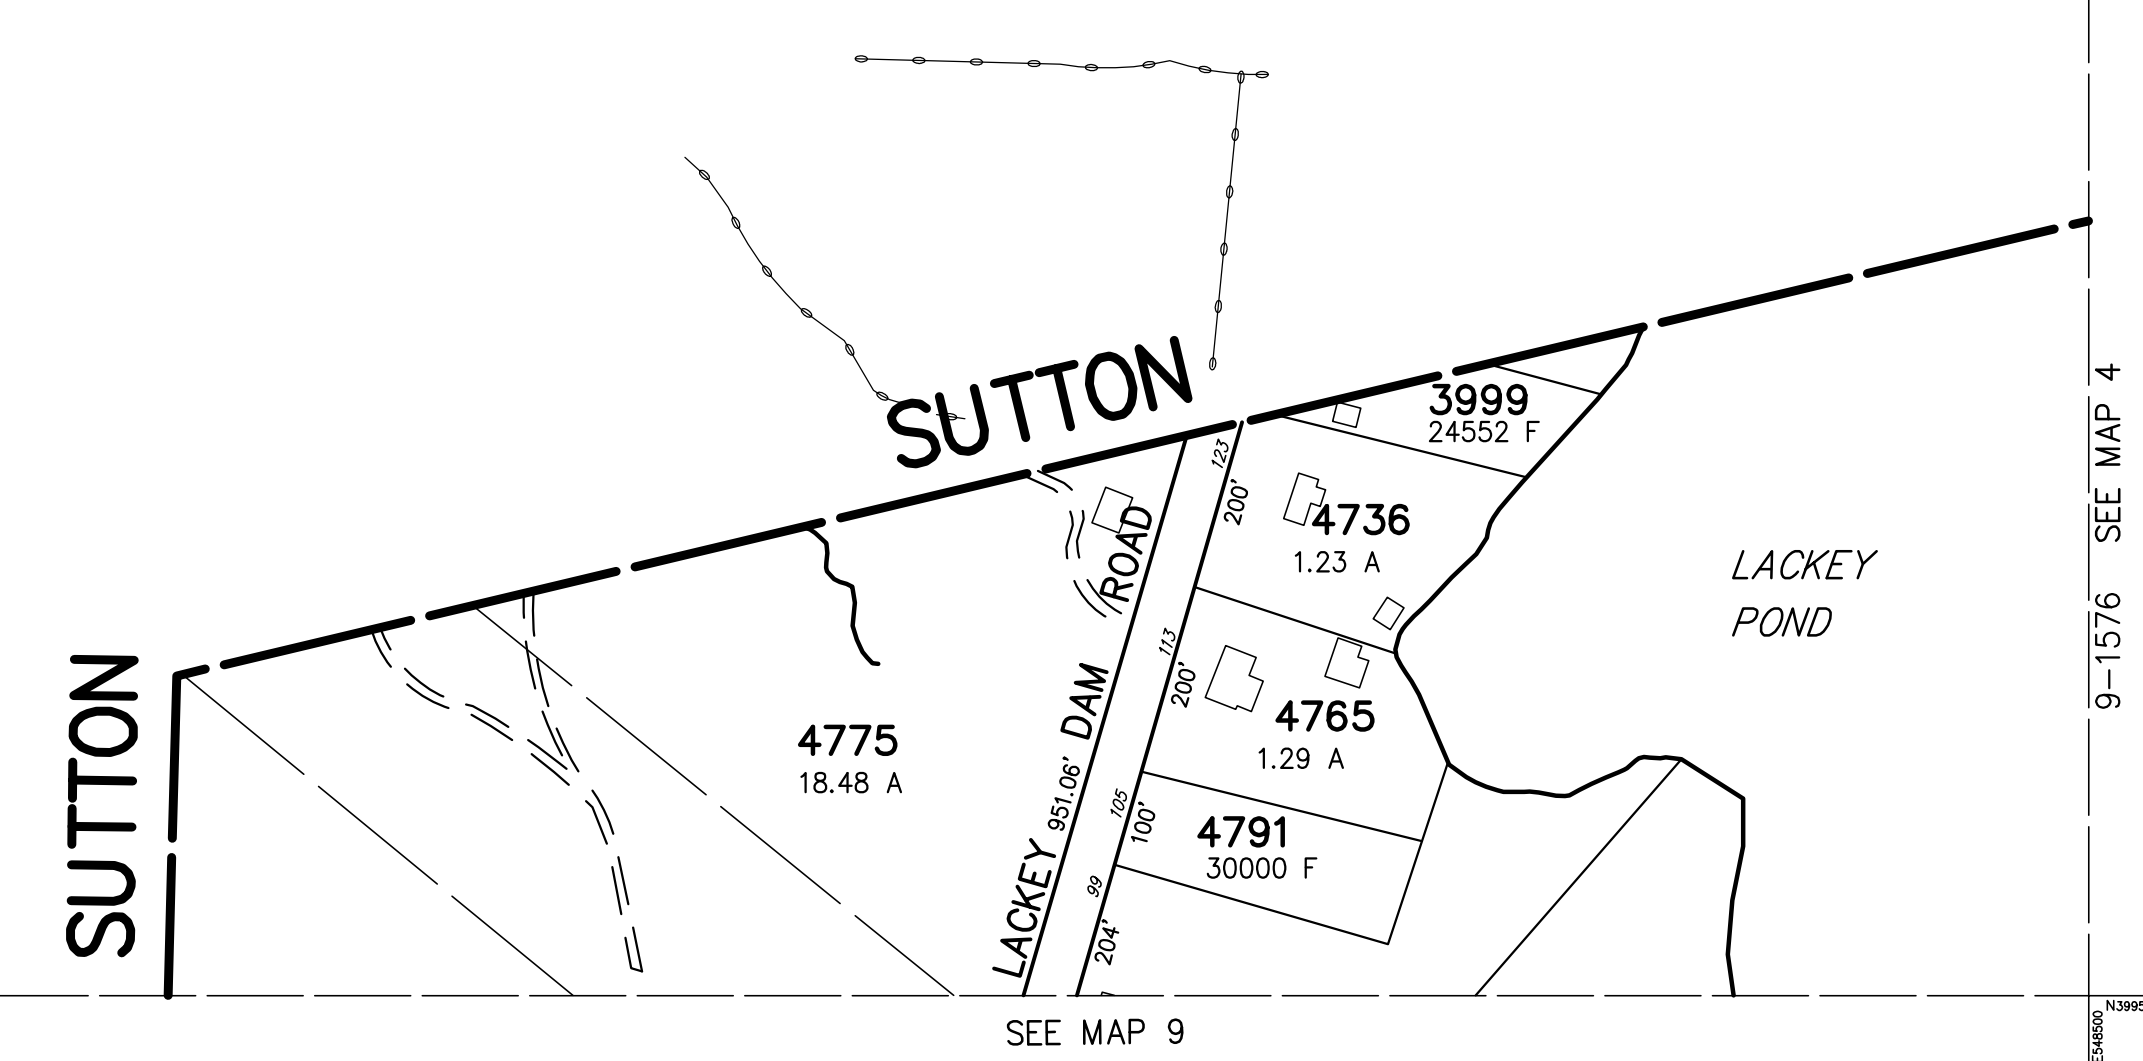 SUTTON
3999
24552 F
SEE MAP 4
9-1576
123
200'
4736
1.23 A
LACKEY
POND
SUTTON
LACKEY DAM ROAD
951.06'
113
200'
4765
1.29 A
4775
18.48 A
105
100'
4791
30000 F
99
204'
SEE MAP 9
N3995
E548500